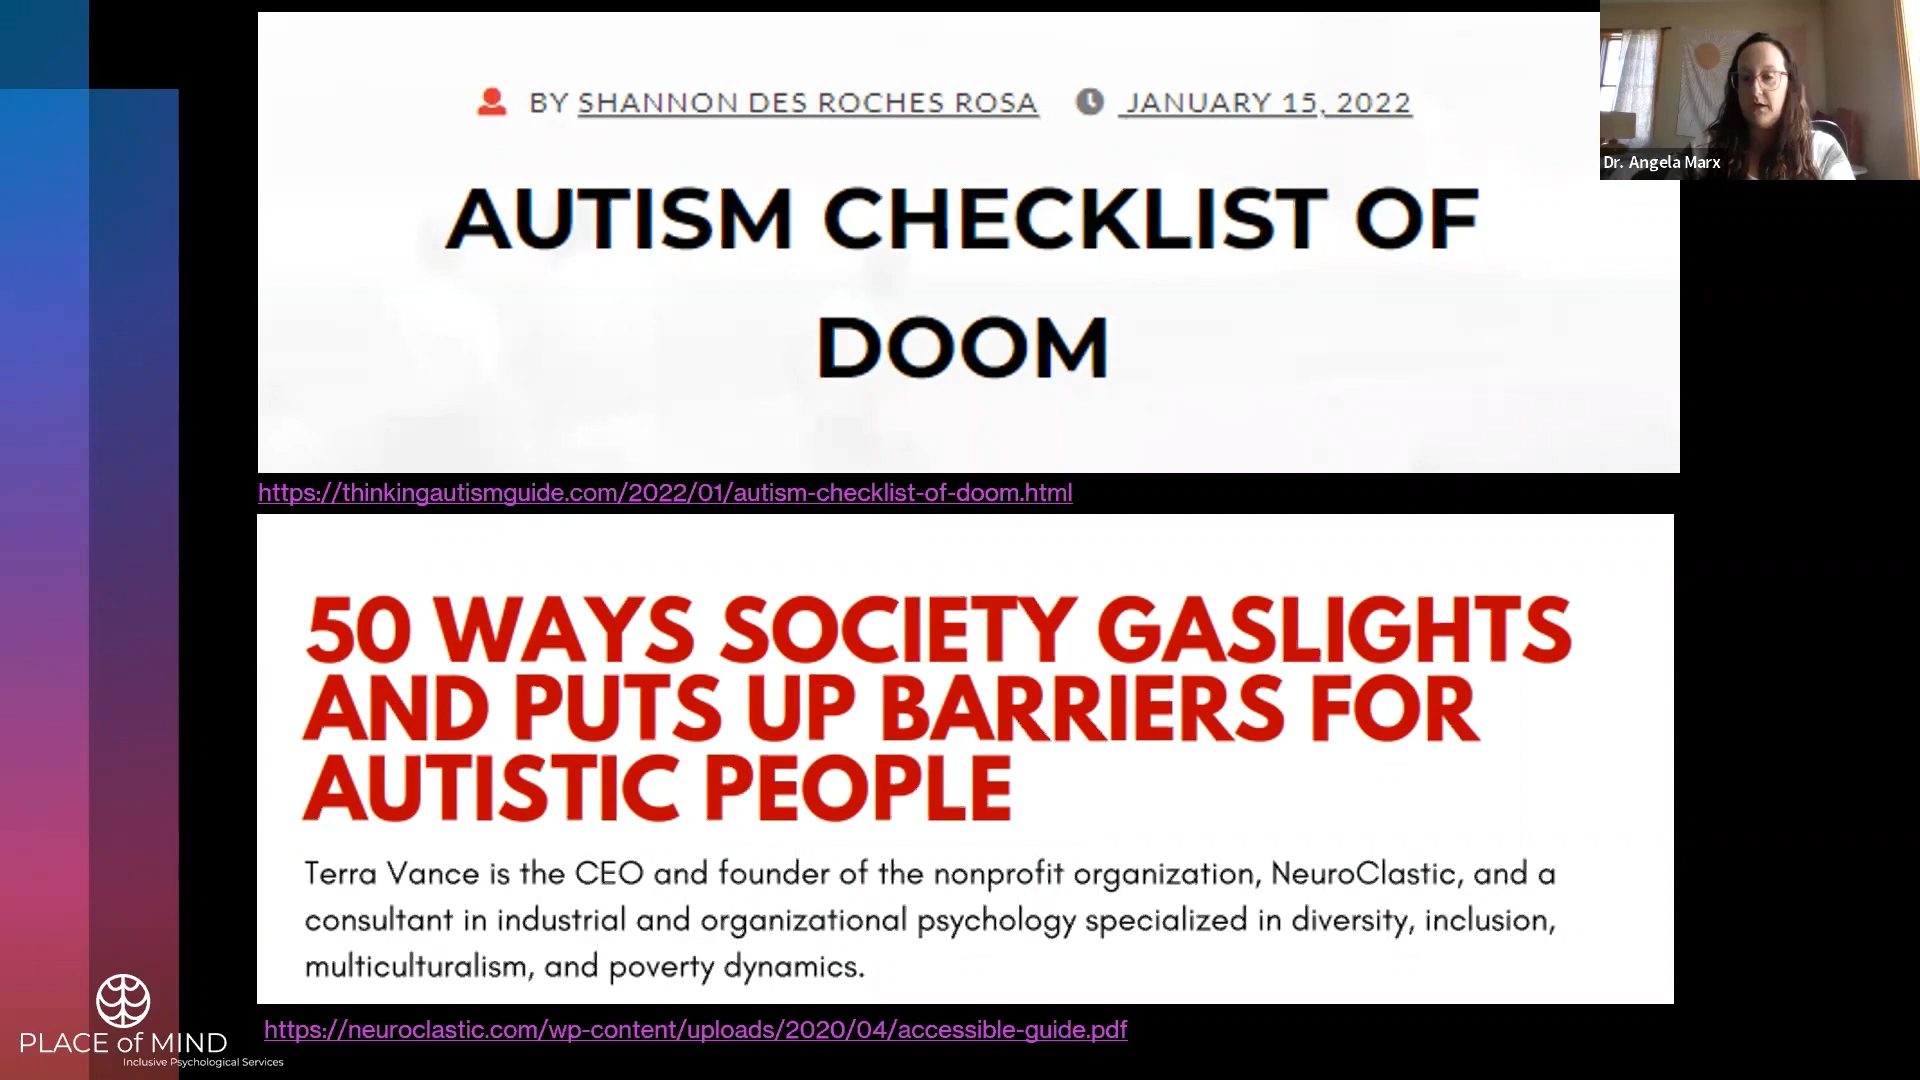 BY SHANNON DES ROCHES ROSA JANUARY 15, 2022
AUTISM CHECKLIST OF
DOOM
Dr. Angela Marx
https://thinkingautismguide.com/2022/01/autism-checklist-of-doom.html
50 WAYS SOCIETY GASLIGHTS
AND PUTS UP BARRIERS FOR
AUTISTIC PEOPLE
Terra Vance is the CEO and founder of the nonprofit organization, NeuroClastic, and a
consultant in industrial and organizational psychology specialized in diversity, inclusion,
multiculturalism, and poverty dynamics.
https://neuroclastic.com/wp-content/uploads/2020/04/accessible-guide.pdf
PLACE of MIND
Inclusive Psychological Services